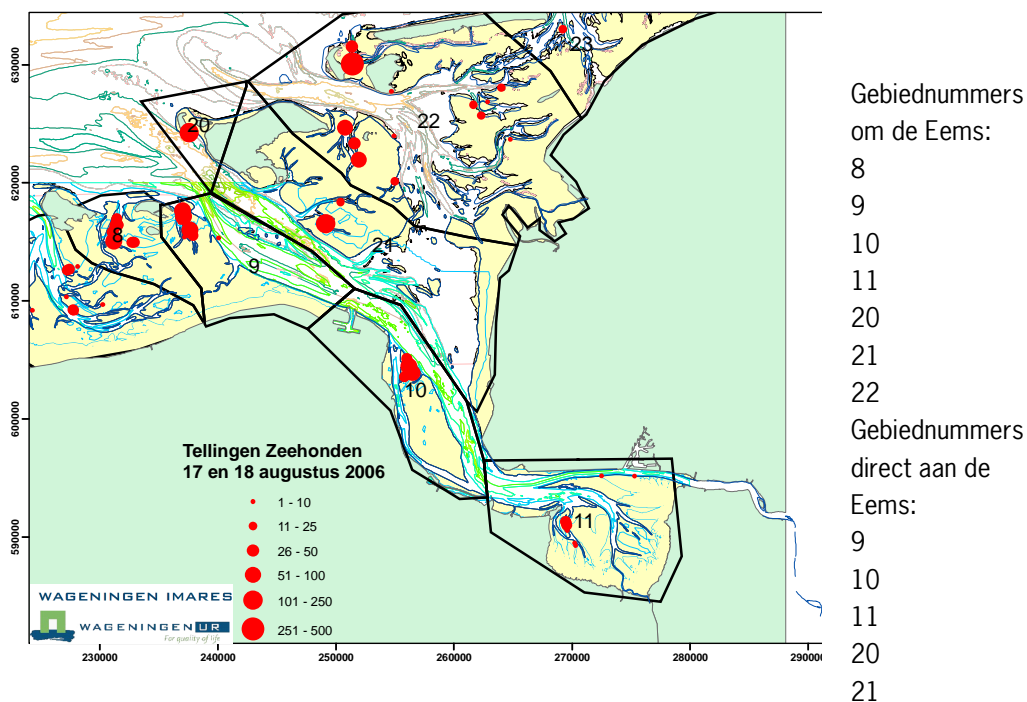 630000
620000
6100000
600000
590000
230000
240000
250000
260000
270000
280000
290000
23
22
20
8
9
21
10
11
Tellingen Zeehonden
17 en 18 augustus 2006
1 - 10
11 - 25
26 - 50
51 - 100
101 - 250
251 - 500
WAGENINGEN IMARES
WAGENINGEN UR
For quality of life
Gebiednummers
om de Eems:
8
9
10
11
20
21
22
Gebiednummers
direct aan de
Eems:
9
10
11
20
21